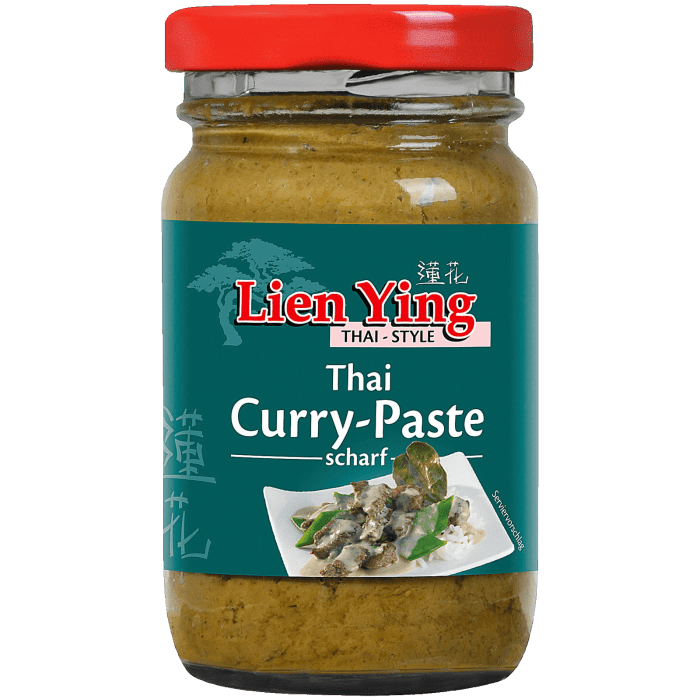 蓮花
Lien Ying
THAI - STYLE
Thai
Curry-Paste
scharf
Serviervorschlag
蓮花